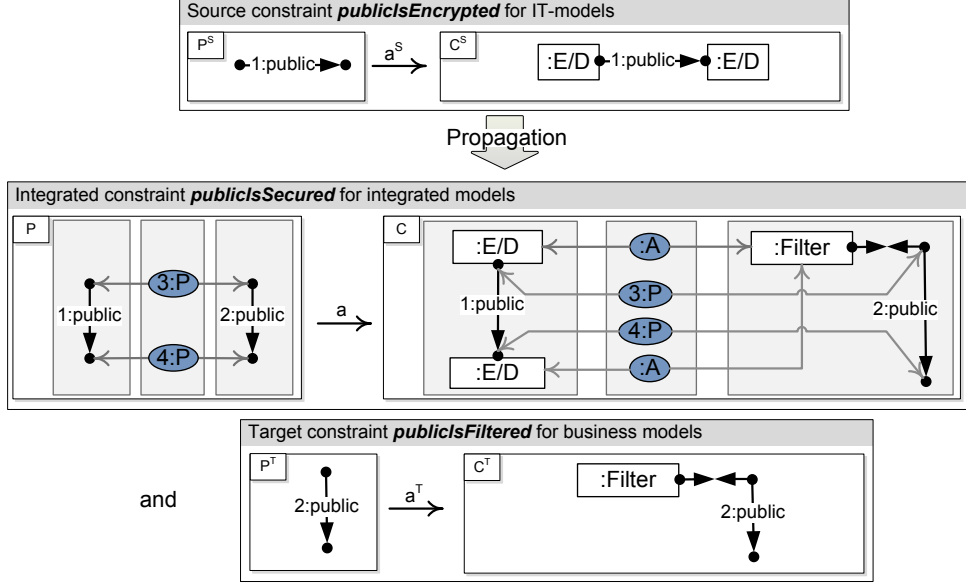 Source constraint publicIsEncrypted for IT-models
P^S
1:public
a^S
C^S
:E/D
1:public
:E/D
Propagation
Integrated constraint publicIsSecured for integrated models
P
3:P
1:public
2:public
4:P
a
C
:E/D
:A
:Filter
1:public
3:P
2:public
4:P
:E/D
:A
Target constraint publicIsFiltered for business models
and
P^T
2:public
a^T
C^T
:Filter
2:public